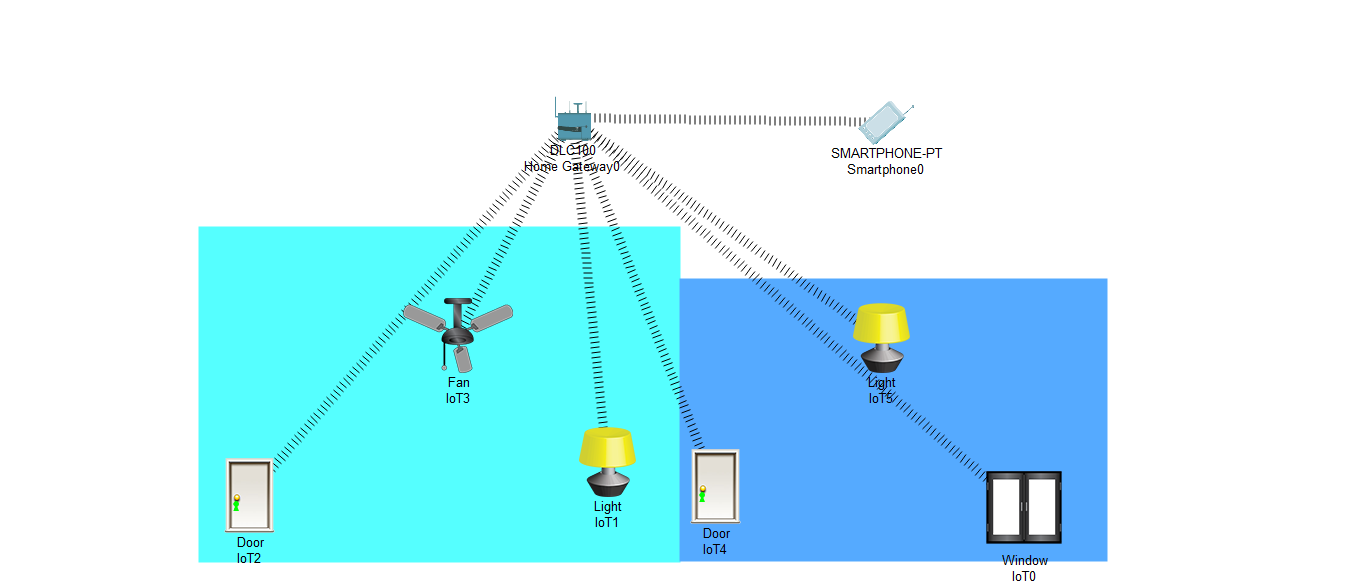 DLC100
Home Gateway0
SMARTPHONE-PT
Smartphone0
Fan
IoT3
Light
IoT5
Light
IoT1
Door
IoT2
Door
IoT4
Window
IoT0